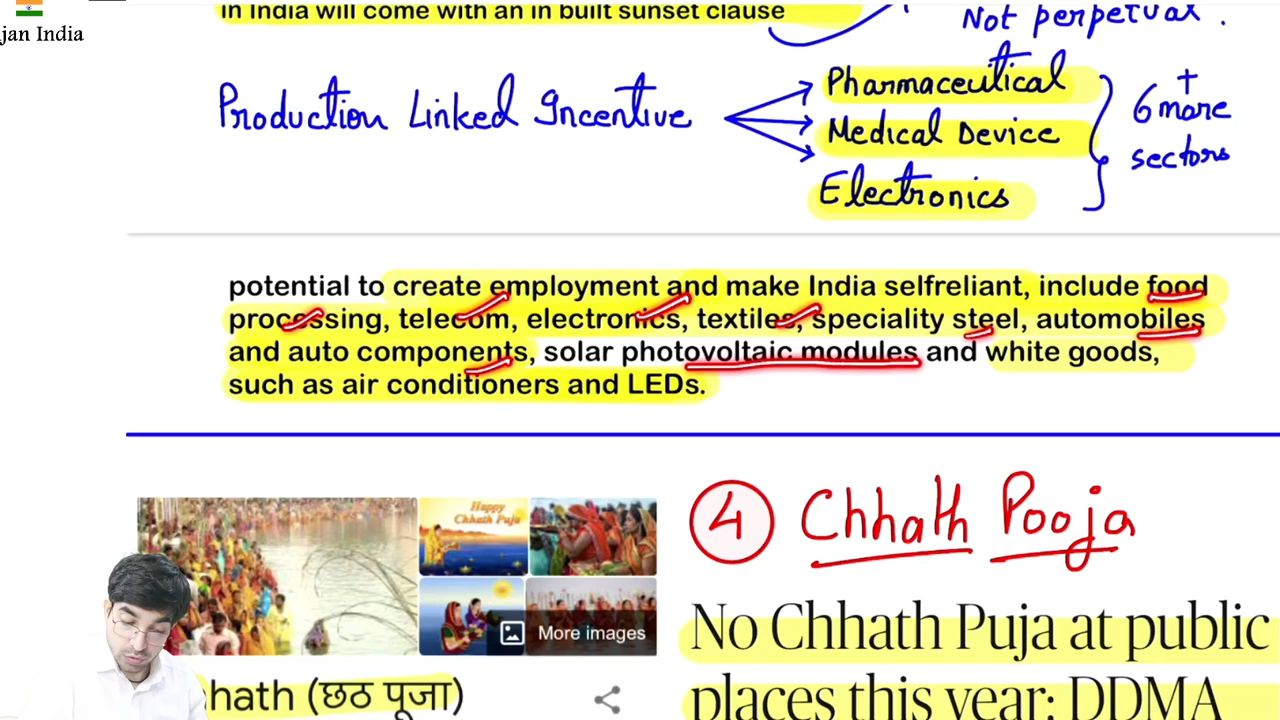 in India will come with an in built sunset clause
Not perpetual.
jan India
Production Linked Incentive
Pharmaceutical
Medical Device
Electronics
+
6 more
sectors
potential to create employment and make India selfreliant, include food
processing, telecom, electronics, textiles, speciality steel, automobiles
and auto components, solar photovoltaic modules and white goods,
such as air conditioners and LEDs.
4 Chhath Pooja
Happy
Chhath Puja
More images
hath (छठ पूजा)
No Chhath Puja at public
places this year: DDMA